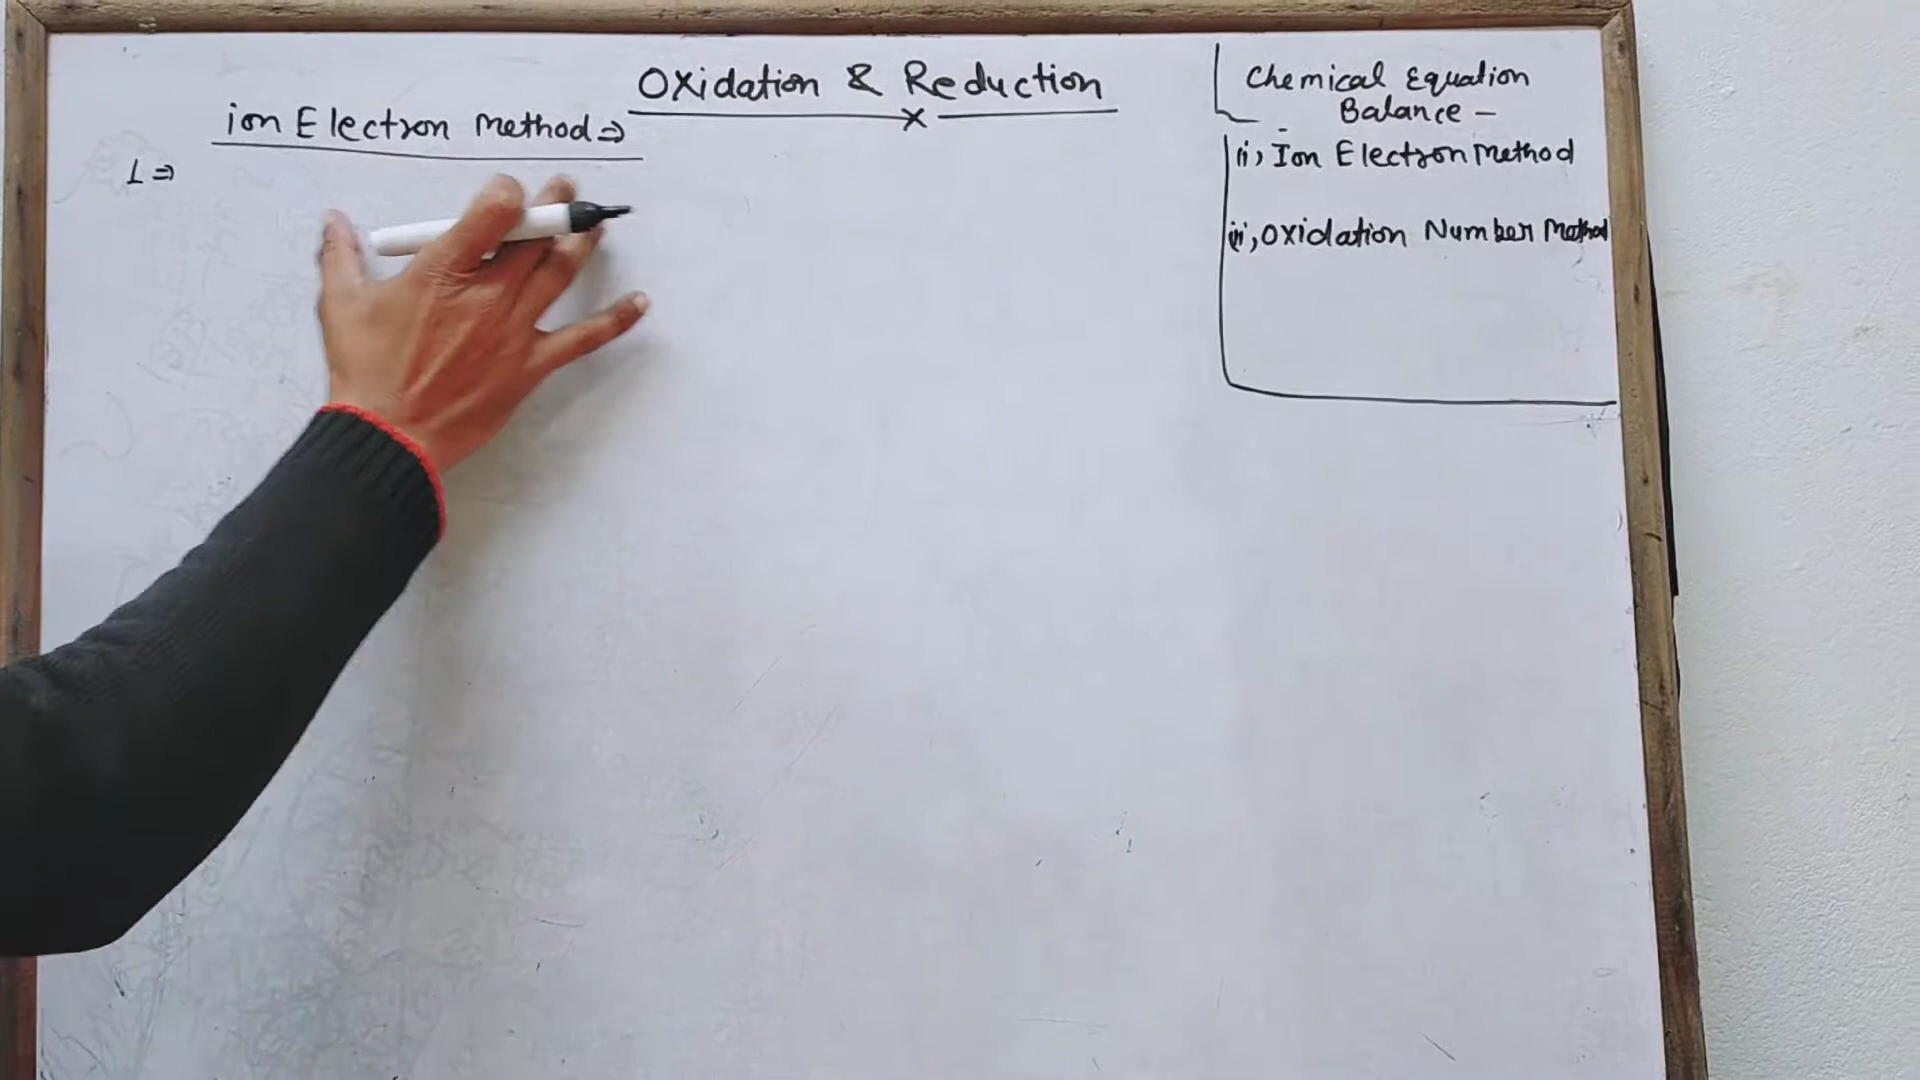 Oxidation & Reduction
ion Electron Method ⇒
1 ⇒
Chemical Equation
Balance –
(i), Ion Electron Method
(ii), Oxidation Number Method